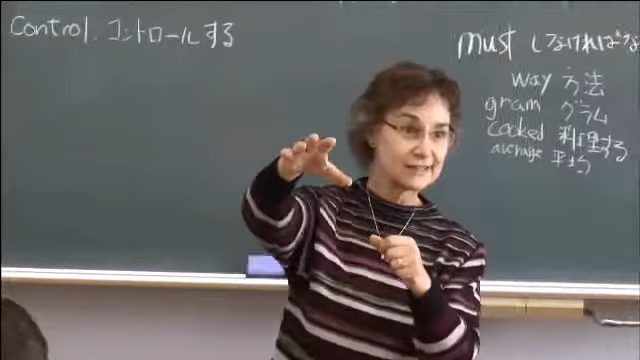 Control. コントロールする
must しなければな
way 方法
gram グラム
cooked 料理する
average 平均